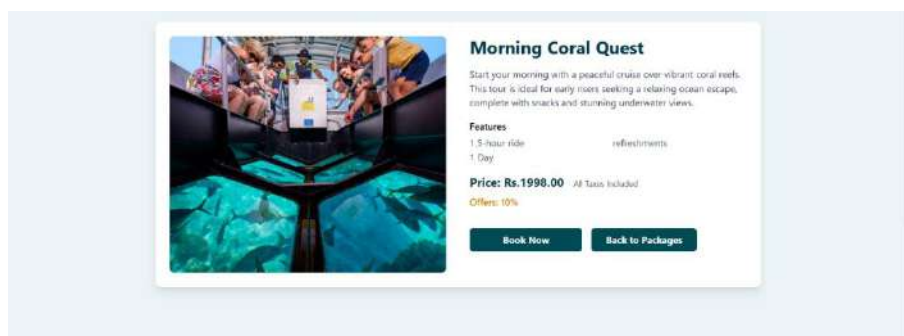 Morning Coral Quest
Start your morning with a peaceful cruise over vibrant coral reefs.
This tour is ideal for early risers seeking a relaxing ocean escape,
complete with snacks and stunning underwater views.
Features
1.5-hour ride refreshments
1 Day
Price: Rs.1998.00 All Taxes Included
Offers: 10%
Book Now Back to Packages